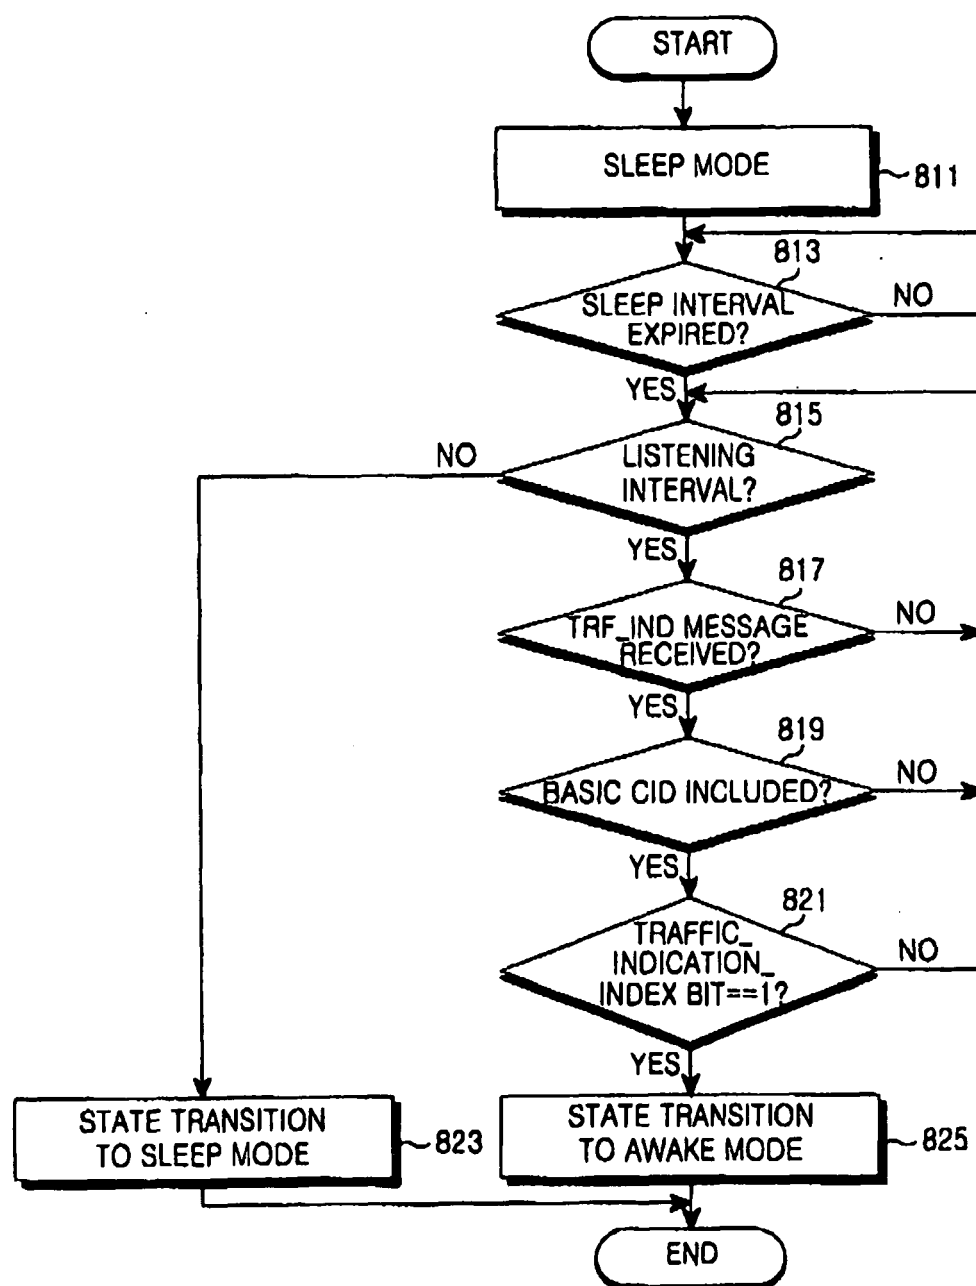 START
SLEEP MODE
811
813
SLEEP INTERVAL
EXPIRED?
NO
YES
815
LISTENING
INTERVAL?
NO
YES
817
TRF_IND MESSAGE
RECEIVED?
NO
YES
819
BASIC CID INCLUDED?
NO
YES
821
TRAFFIC_
INDICATION_
INDEX BIT==1?
NO
YES
STATE TRANSITION
TO SLEEP MODE
823
STATE TRANSITION
TO AWAKE MODE
825
END